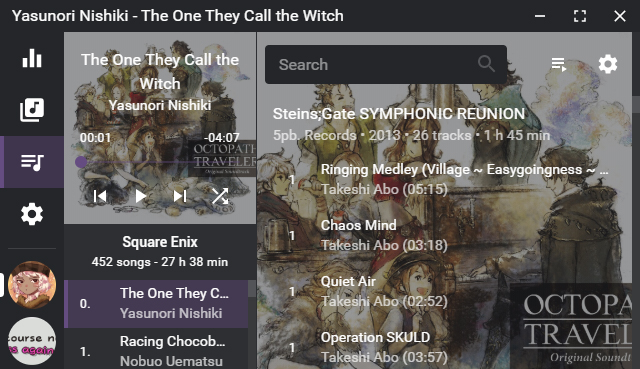 Yasunori Nishiki - The One They Call the Witch
The One They Call the
Witch
Yasunori Nishiki
00:01
-04:07
OCTOPATH
TRAVELER
Original Soundtrack
Square Enix
452 songs - 27 h 38 min
0.
The One They C...
Yasunori Nishiki
1.
Racing Chocob...
Nobuo Uematsu
course n
is again
Search
Steins;Gate SYMPHONIC REUNION
5pb. Records • 2013 • 26 tracks • 1 h 45 min
1
Ringing Medley (Village ~ Easygoingness ~ ...
Takeshi Abo (05:15)
1
Chaos Mind
Takeshi Abo (03:18)
1
Quiet Air
Takeshi Abo (02:52)
1
Operation SKULD
Takeshi Abo (03:57)
OCTOPA
TRAVEL
Original Soundt